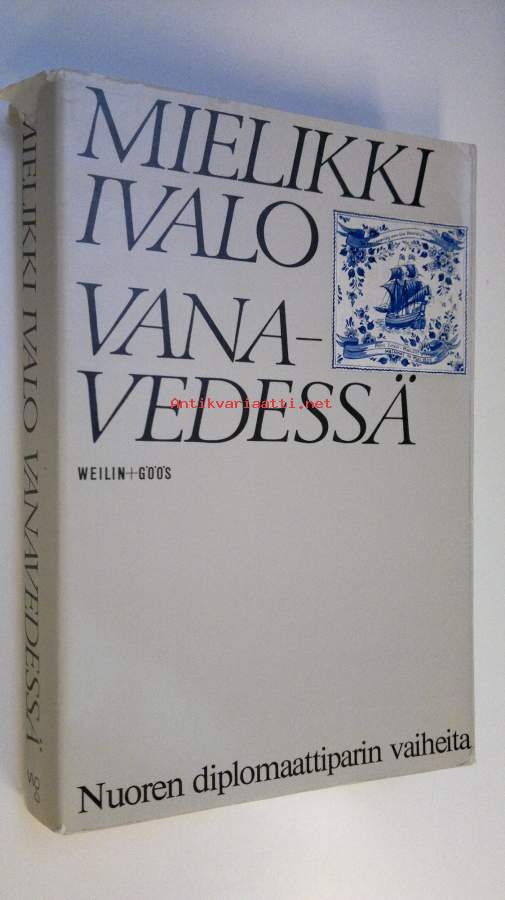 MIELIKKI
IVALO
VANA-
VEDESSÄ
WEILIN+GÖÖS
Nuoren diplomaattiparin vaiheita
MIELIKKI IVALO VANAVEDESSÄ
Antikvariaatti.net